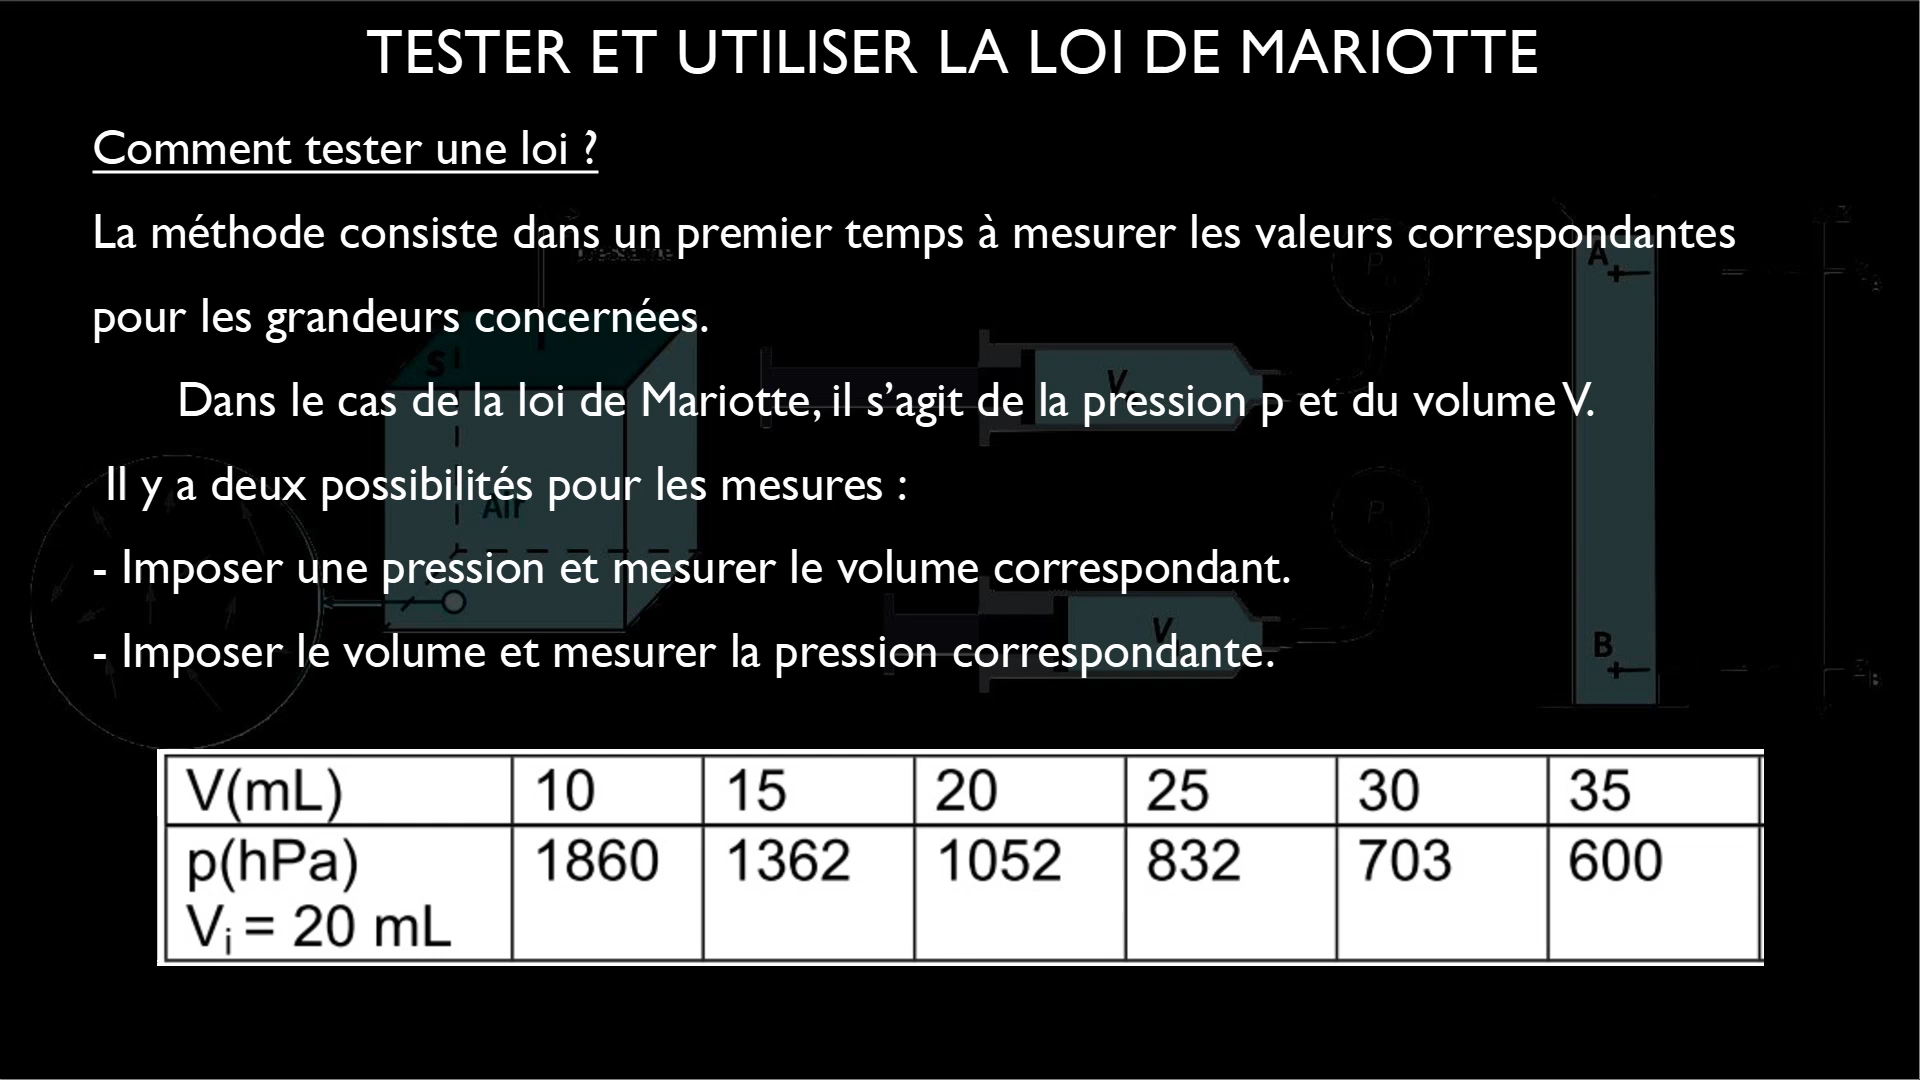 TESTER ET UTILISER LA LOI DE MARIOTTE
Comment tester une loi ?
La méthode consiste dans un premier temps à mesurer les valeurs correspondantes
pour les grandeurs concernées.
Dans le cas de la loi de Mariotte, il s’agit de la pression p et du volume V.
Il y a deux possibilités pour les mesures :
- Imposer une pression et mesurer le volume correspondant.
- Imposer le volume et mesurer la pression correspondante.
S
Air
V
P
V
P
A
B
V(mL) 10 15 20 25 30 35
p(hPa) 1860 1362 1052 832 703 600
Vi = 20 mL